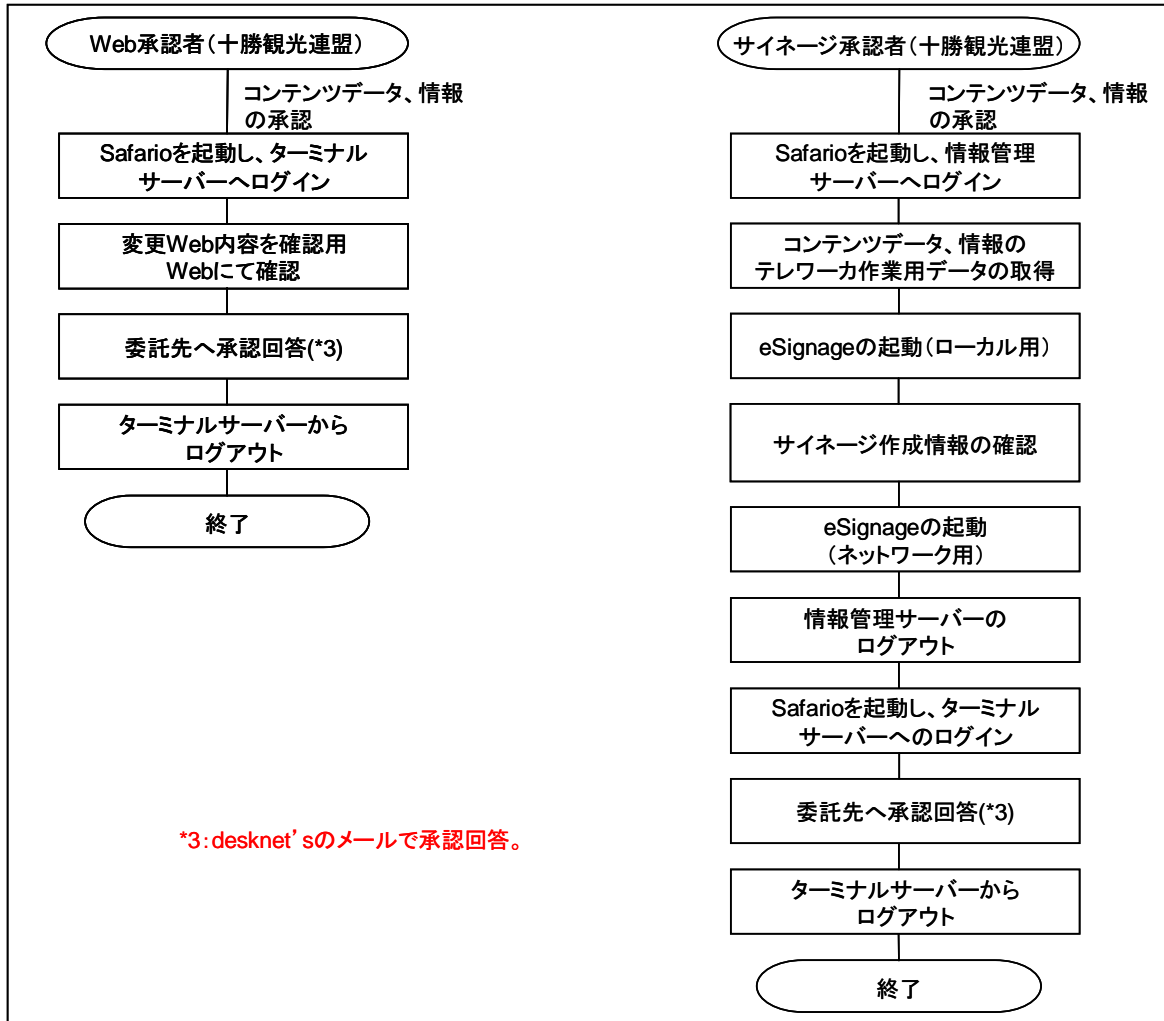 Web承認者（十勝観光連盟）
コンテンツデータ、情報
の承認
Safarioを起動し、ターミナル
サーバーへログイン
変更Web内容を確認用
Webにて確認
委託先へ承認回答(*3)
ターミナルサーバーから
ログアウト
終了
*3：desknet’sのメールで承認回答。
サイネージ承認者（十勝観光連盟）
コンテンツデータ、情報
の承認
Safarioを起動し、情報管理
サーバーへログイン
コンテンツデータ、情報の
テレワーカ作業用データの取得
eSignageの起動（ローカル用）
サイネージ作成情報の確認
eSignageの起動
（ネットワーク用）
情報管理サーバーの
ログアウト
Safarioを起動し、ターミナル
サーバーへのログイン
委託先へ承認回答(*3)
ターミナルサーバーから
ログアウト
終了